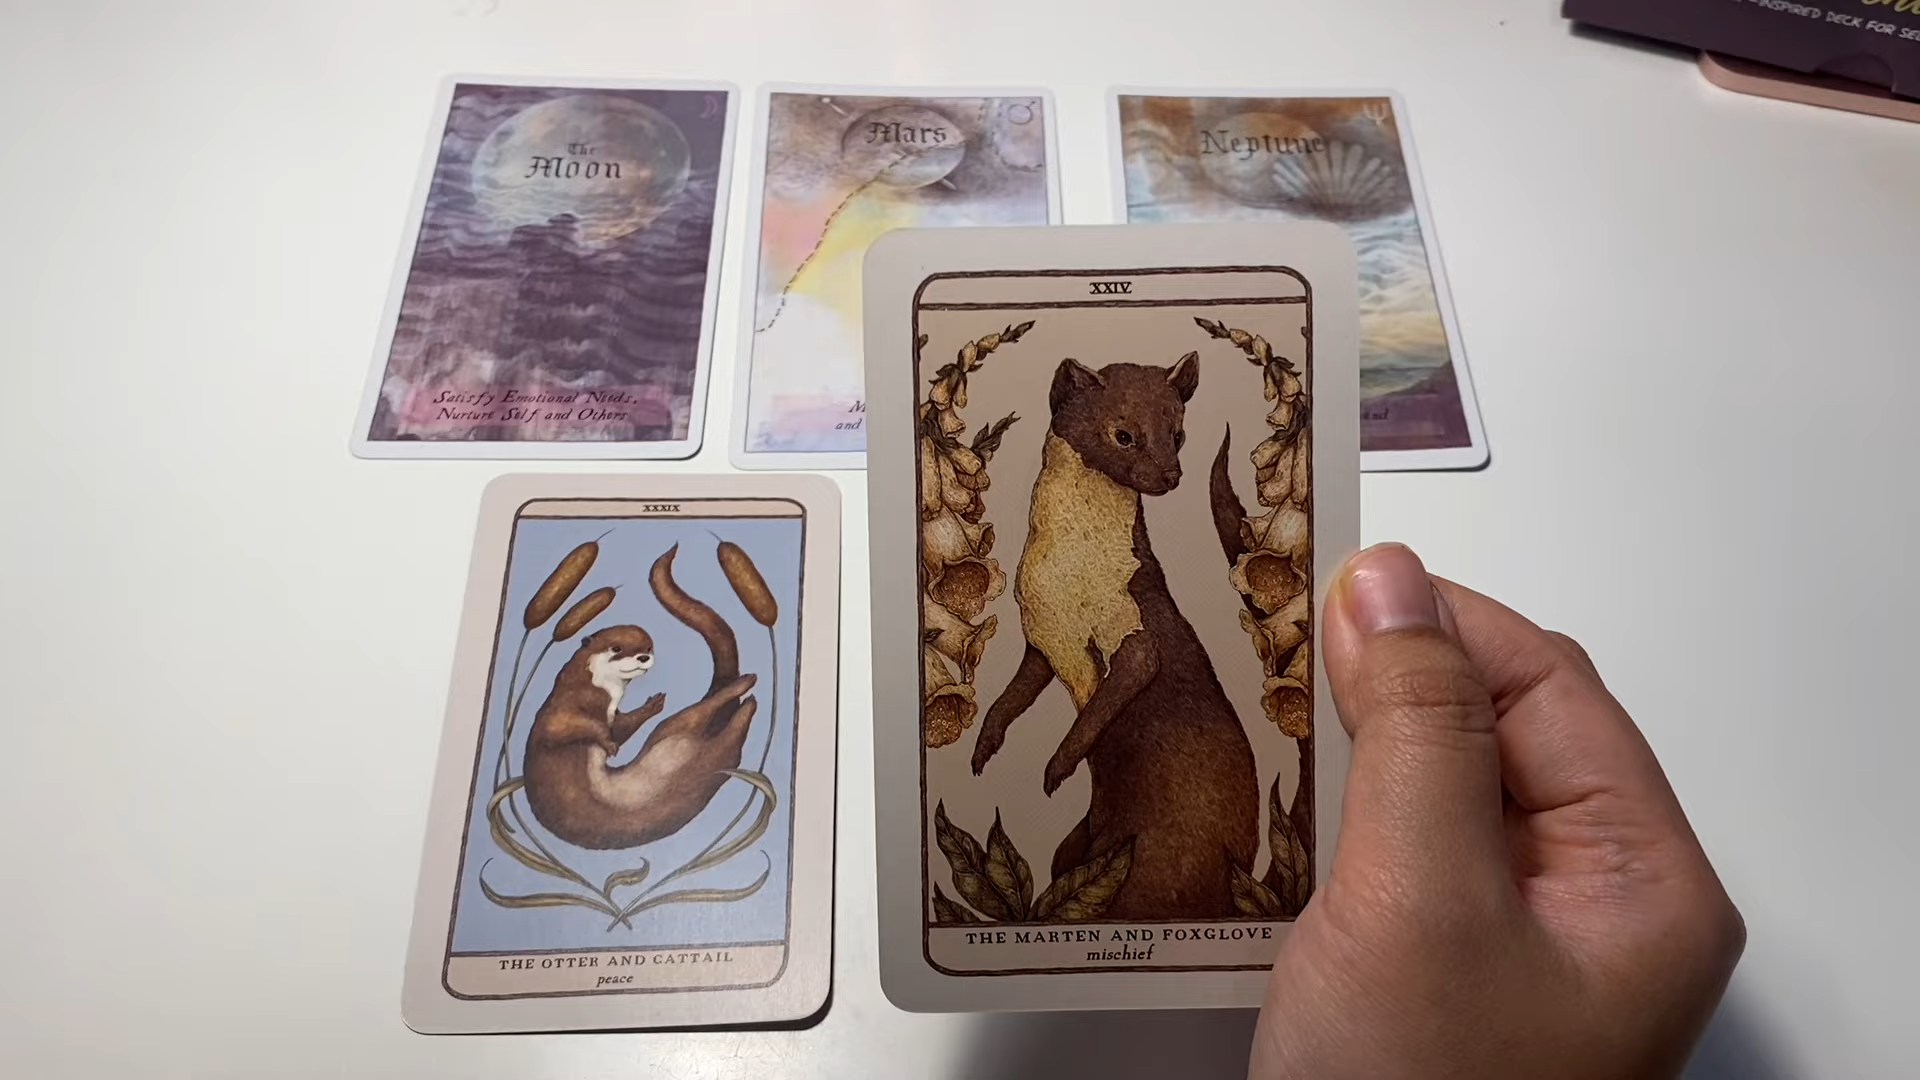 -INSPIRED DECK FOR
The
Moon
Satisfy Emotional Needs,
Nurture Self and Others
Mars
and
Neptune
XXIV
THE MARTEN AND FOXGLOVE
mischief
XXXIX
THE OTTER AND CATTAIL
peace